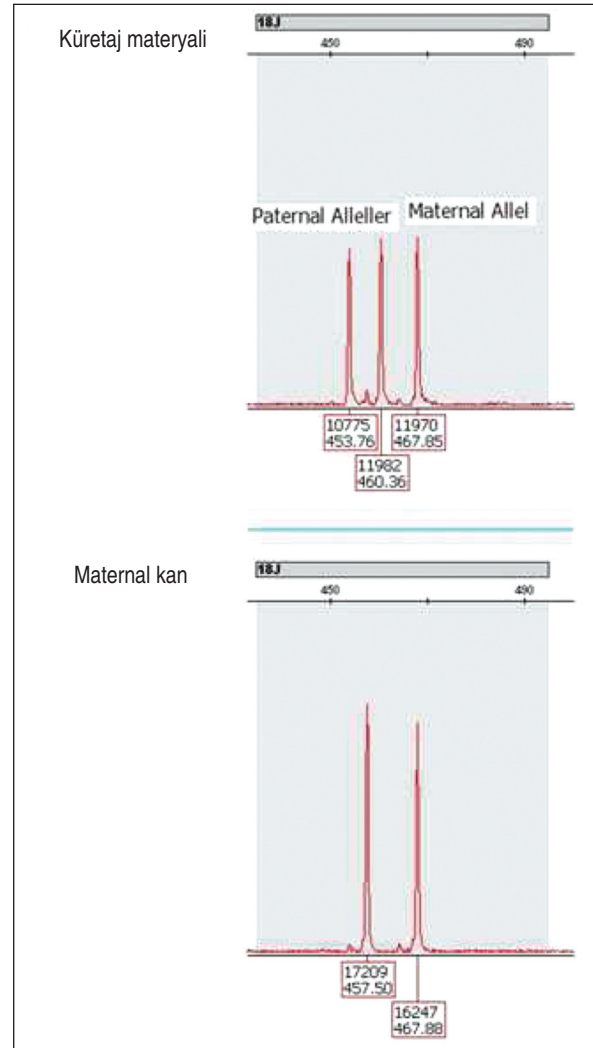 Küretaj materyali
18J
450 490
Paternal Alleller Maternal Allel
10775 11970
453.76 467.85
11982
460.36
Maternal kan
18J
450 490
17209
457.50
16247
467.88